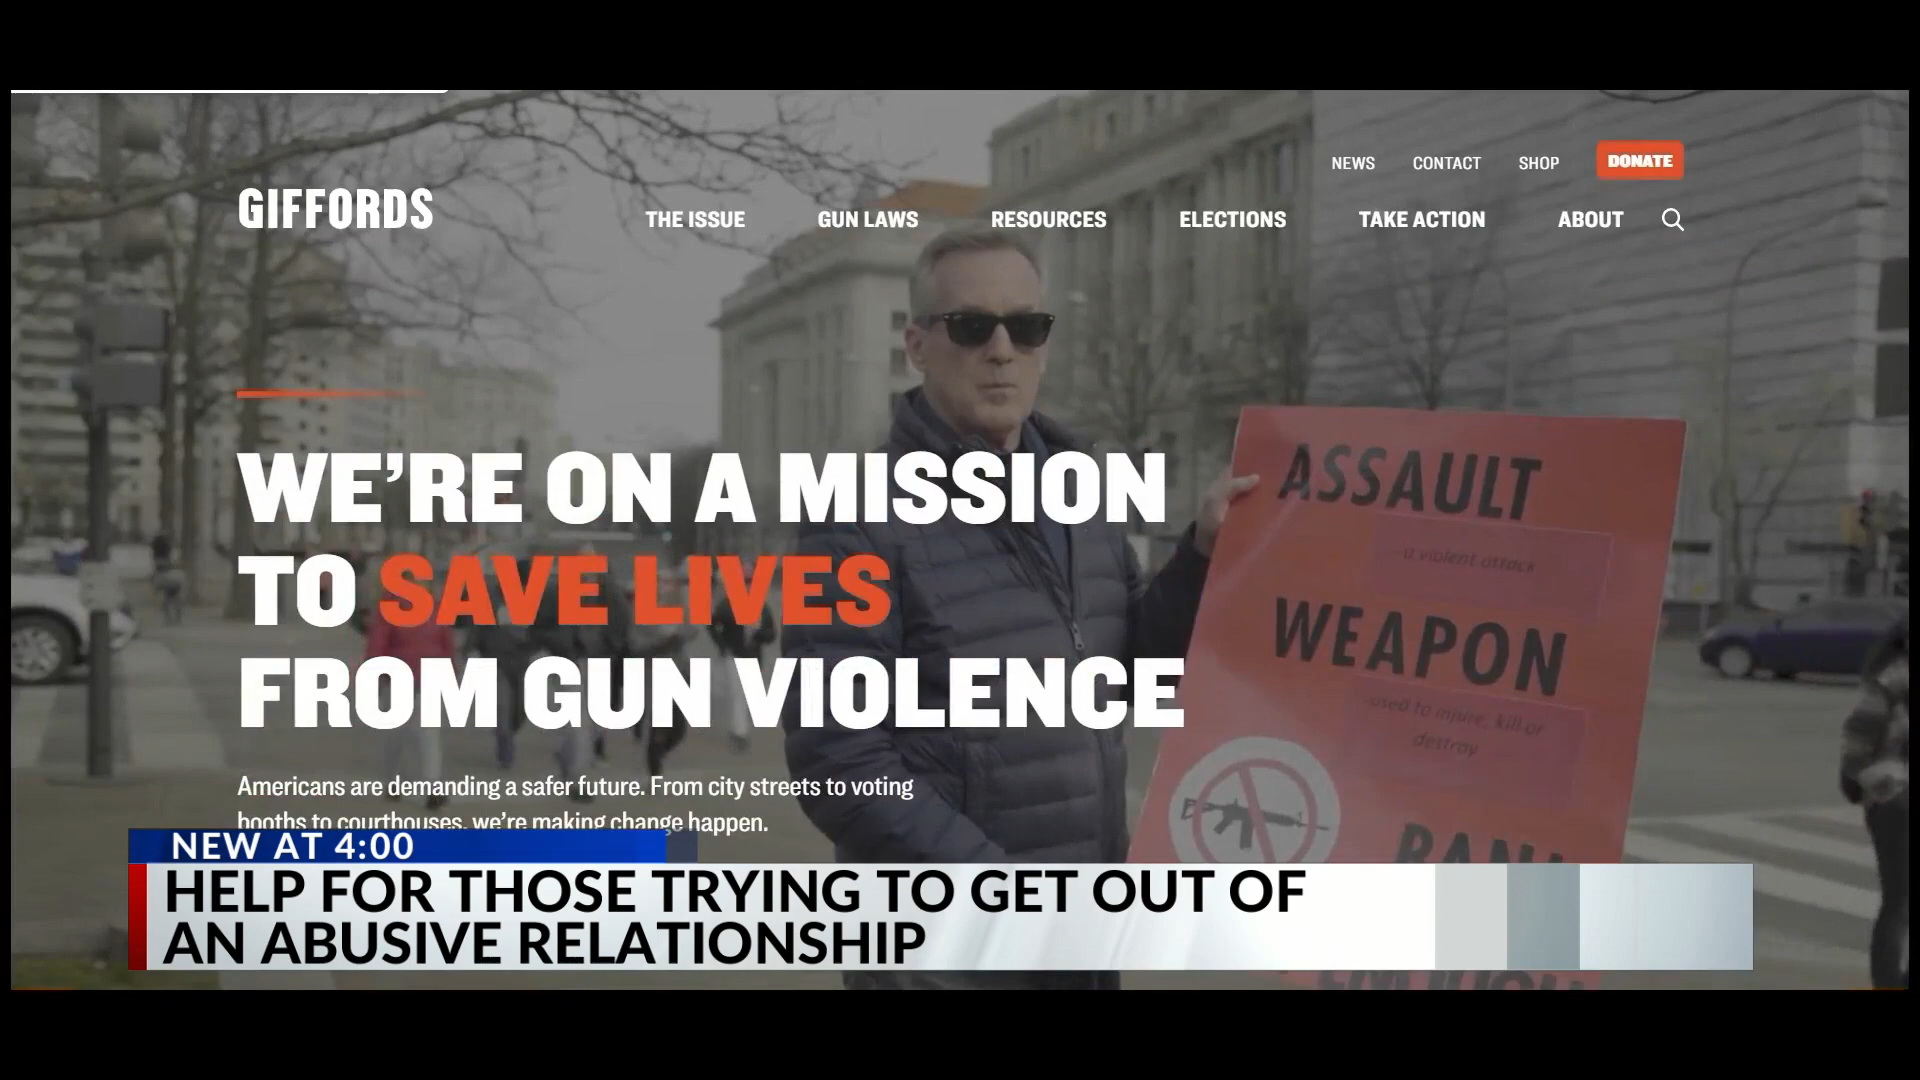 NEWS CONTACT SHOP DONATE
GIFFORDS
THE ISSUE GUN LAWS RESOURCES ELECTIONS TAKE ACTION ABOUT
WE'RE ON A MISSION
TO SAVE LIVES
FROM GUN VIOLENCE
Americans are demanding a safer future. From city streets to voting
booths to courthouses, we're making change happen.
ASSAULT
a violent attack
WEAPON
used to injure, kill or
destroy
NEW AT 4:00
HELP FOR THOSE TRYING TO GET OUT OF
AN ABUSIVE RELATIONSHIP